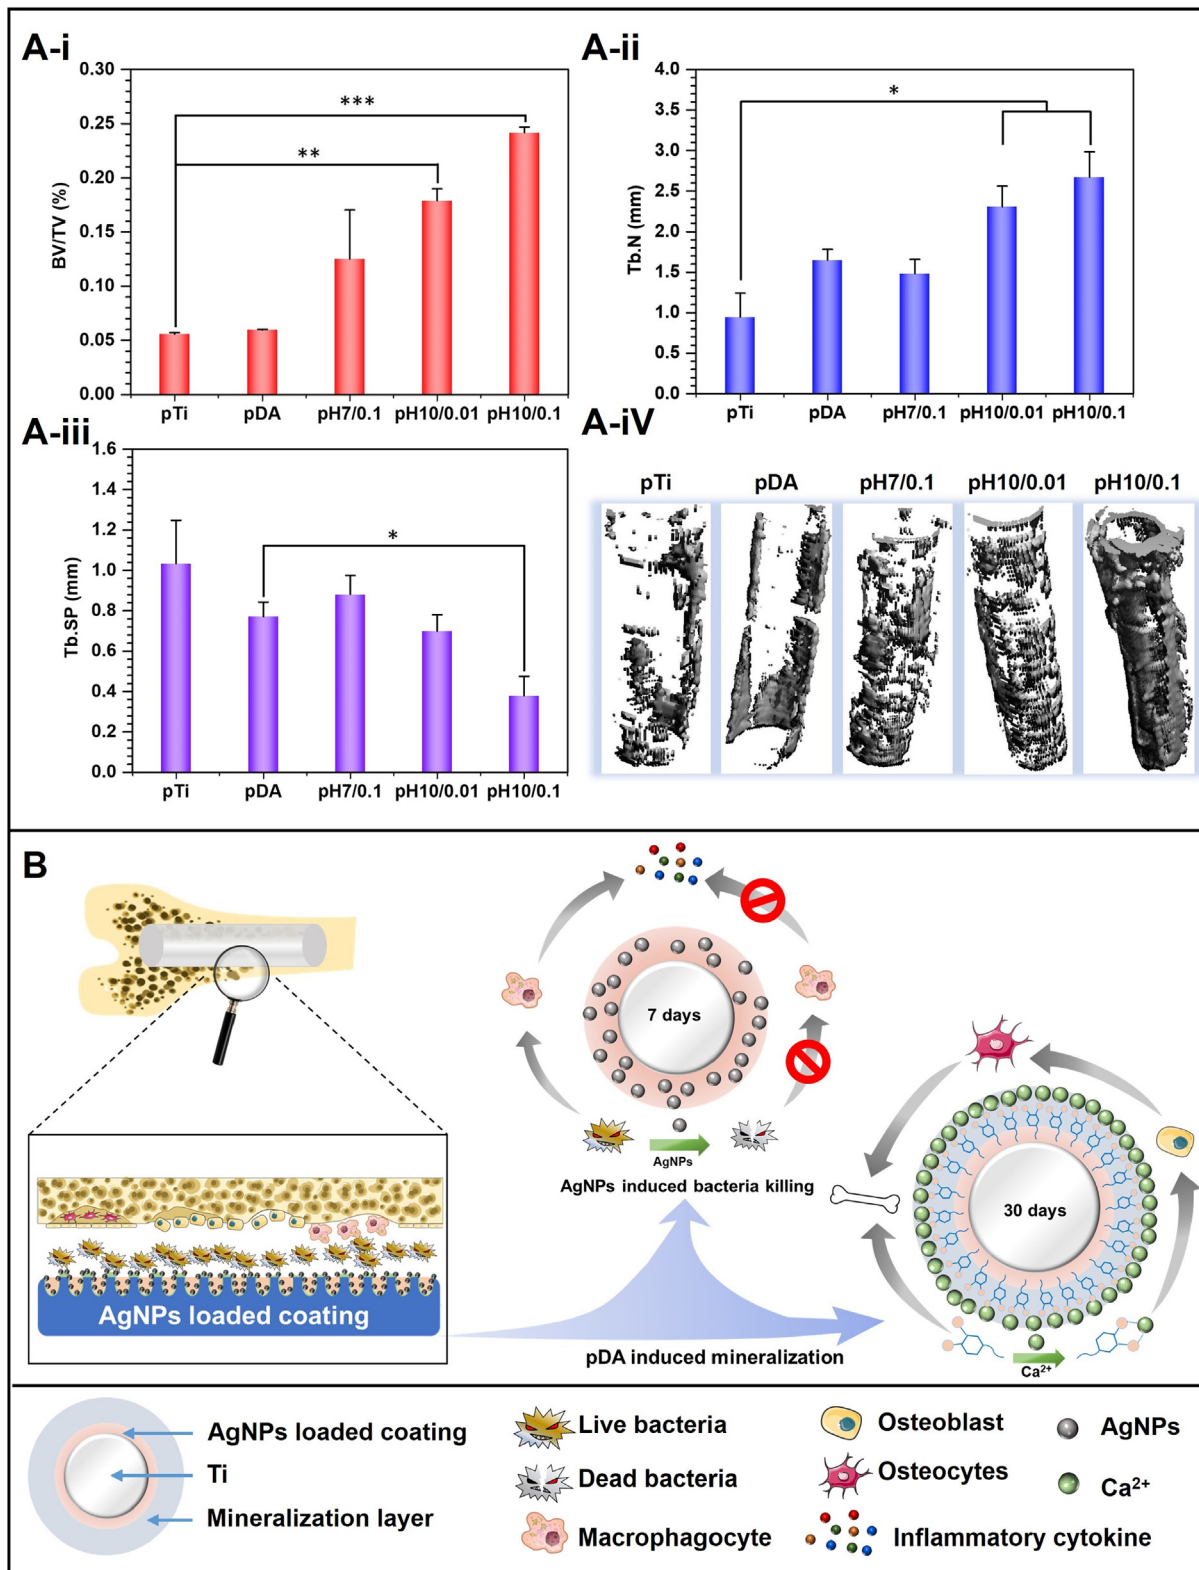 A-i
0.30
0.25
0.20
0.15
0.10
0.05
0.00
BV/TV (%)
***
**
pTi pDA pH7/0.1 pH10/0.01 pH10/0.1
A-ii
4.0
3.5
3.0
2.5
2.0
1.5
1.0
0.5
0.0
Tb.N (mm)
*
pTi pDA pH7/0.1 pH10/0.01 pH10/0.1
A-iii
1.6
1.4
1.2
1.0
0.8
0.6
0.4
0.2
0.0
Tb.SP (mm)
*
pTi pDA pH7/0.1 pH10/0.01 pH10/0.1
A-iV
pTi pDA pH7/0.1 pH10/0.01 pH10/0.1
B
7 days
AgNPs
AgNPs induced bacteria killing
30 days
Ca²⁺
AgNPs loaded coating
pDA induced mineralization
AgNPs loaded coating
Ti
Mineralization layer
Live bacteria
Dead bacteria
Macrophagocyte
Osteoblast
Osteocytes
Inflammatory cytokine
AgNPs
Ca²⁺